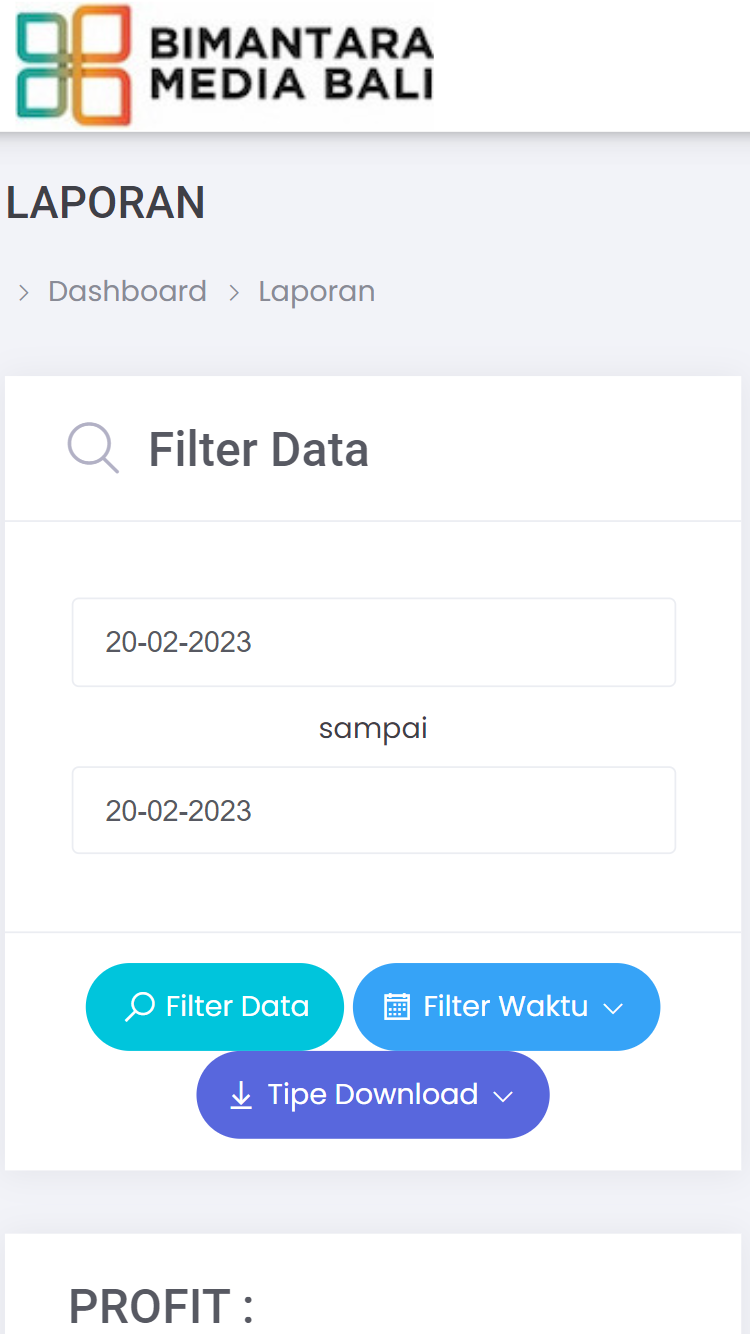 BIMANTARA
MEDIA BALI
LAPORAN
Dashboard Laporan
Filter Data
20-02-2023
sampai
20-02-2023
Filter Data Filter Waktu
Tipe Download
PROFIT :